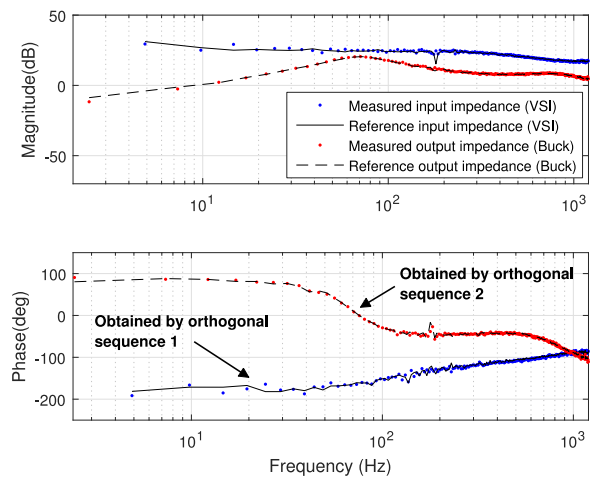 50
0
-50
Magnitude(dB)
Measured input impedance (VSI)
Reference input impedance (VSI)
Measured output impedance (Buck)
Reference output impedance (Buck)
10^1
10^2
10^3
Frequency (Hz)
100
0
-100
-200
Phase(deg)
Obtained by orthogonal
sequence 2
Obtained by orthogonal
sequence 1
10^1
10^2
10^3
Frequency (Hz)